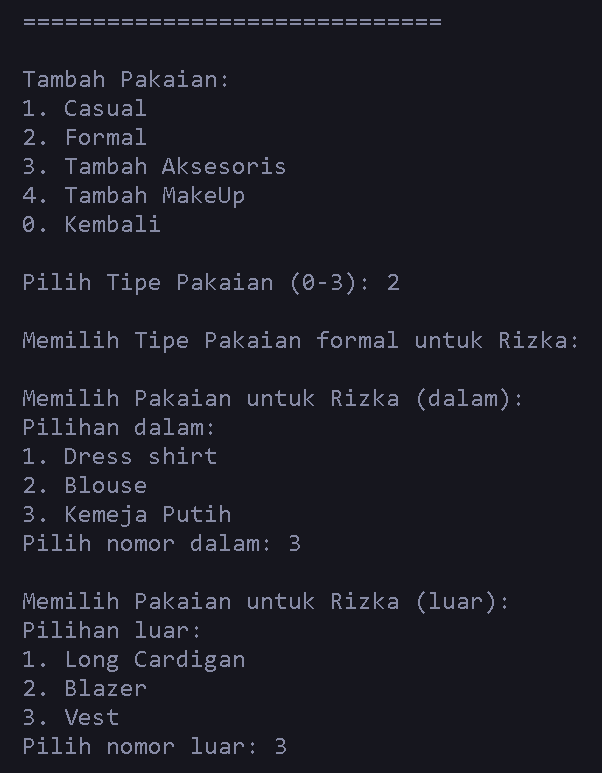 ==============================
Tambah Pakaian:
1. Casual
2. Formal
3. Tambah Aksesoris
4. Tambah MakeUp
0. Kembali
Pilih Tipe Pakaian (0-3): 2
Memilih Tipe Pakaian formal untuk Rizka:
Memilih Pakaian untuk Rizka (dalam):
Pilihan dalam:
1. Dress shirt
2. Blouse
3. Kemeja Putih
Pilih nomor dalam: 3
Memilih Pakaian untuk Rizka (luar):
Pilihan luar:
1. Long Cardigan
2. Blazer
3. Vest
Pilih nomor luar: 3